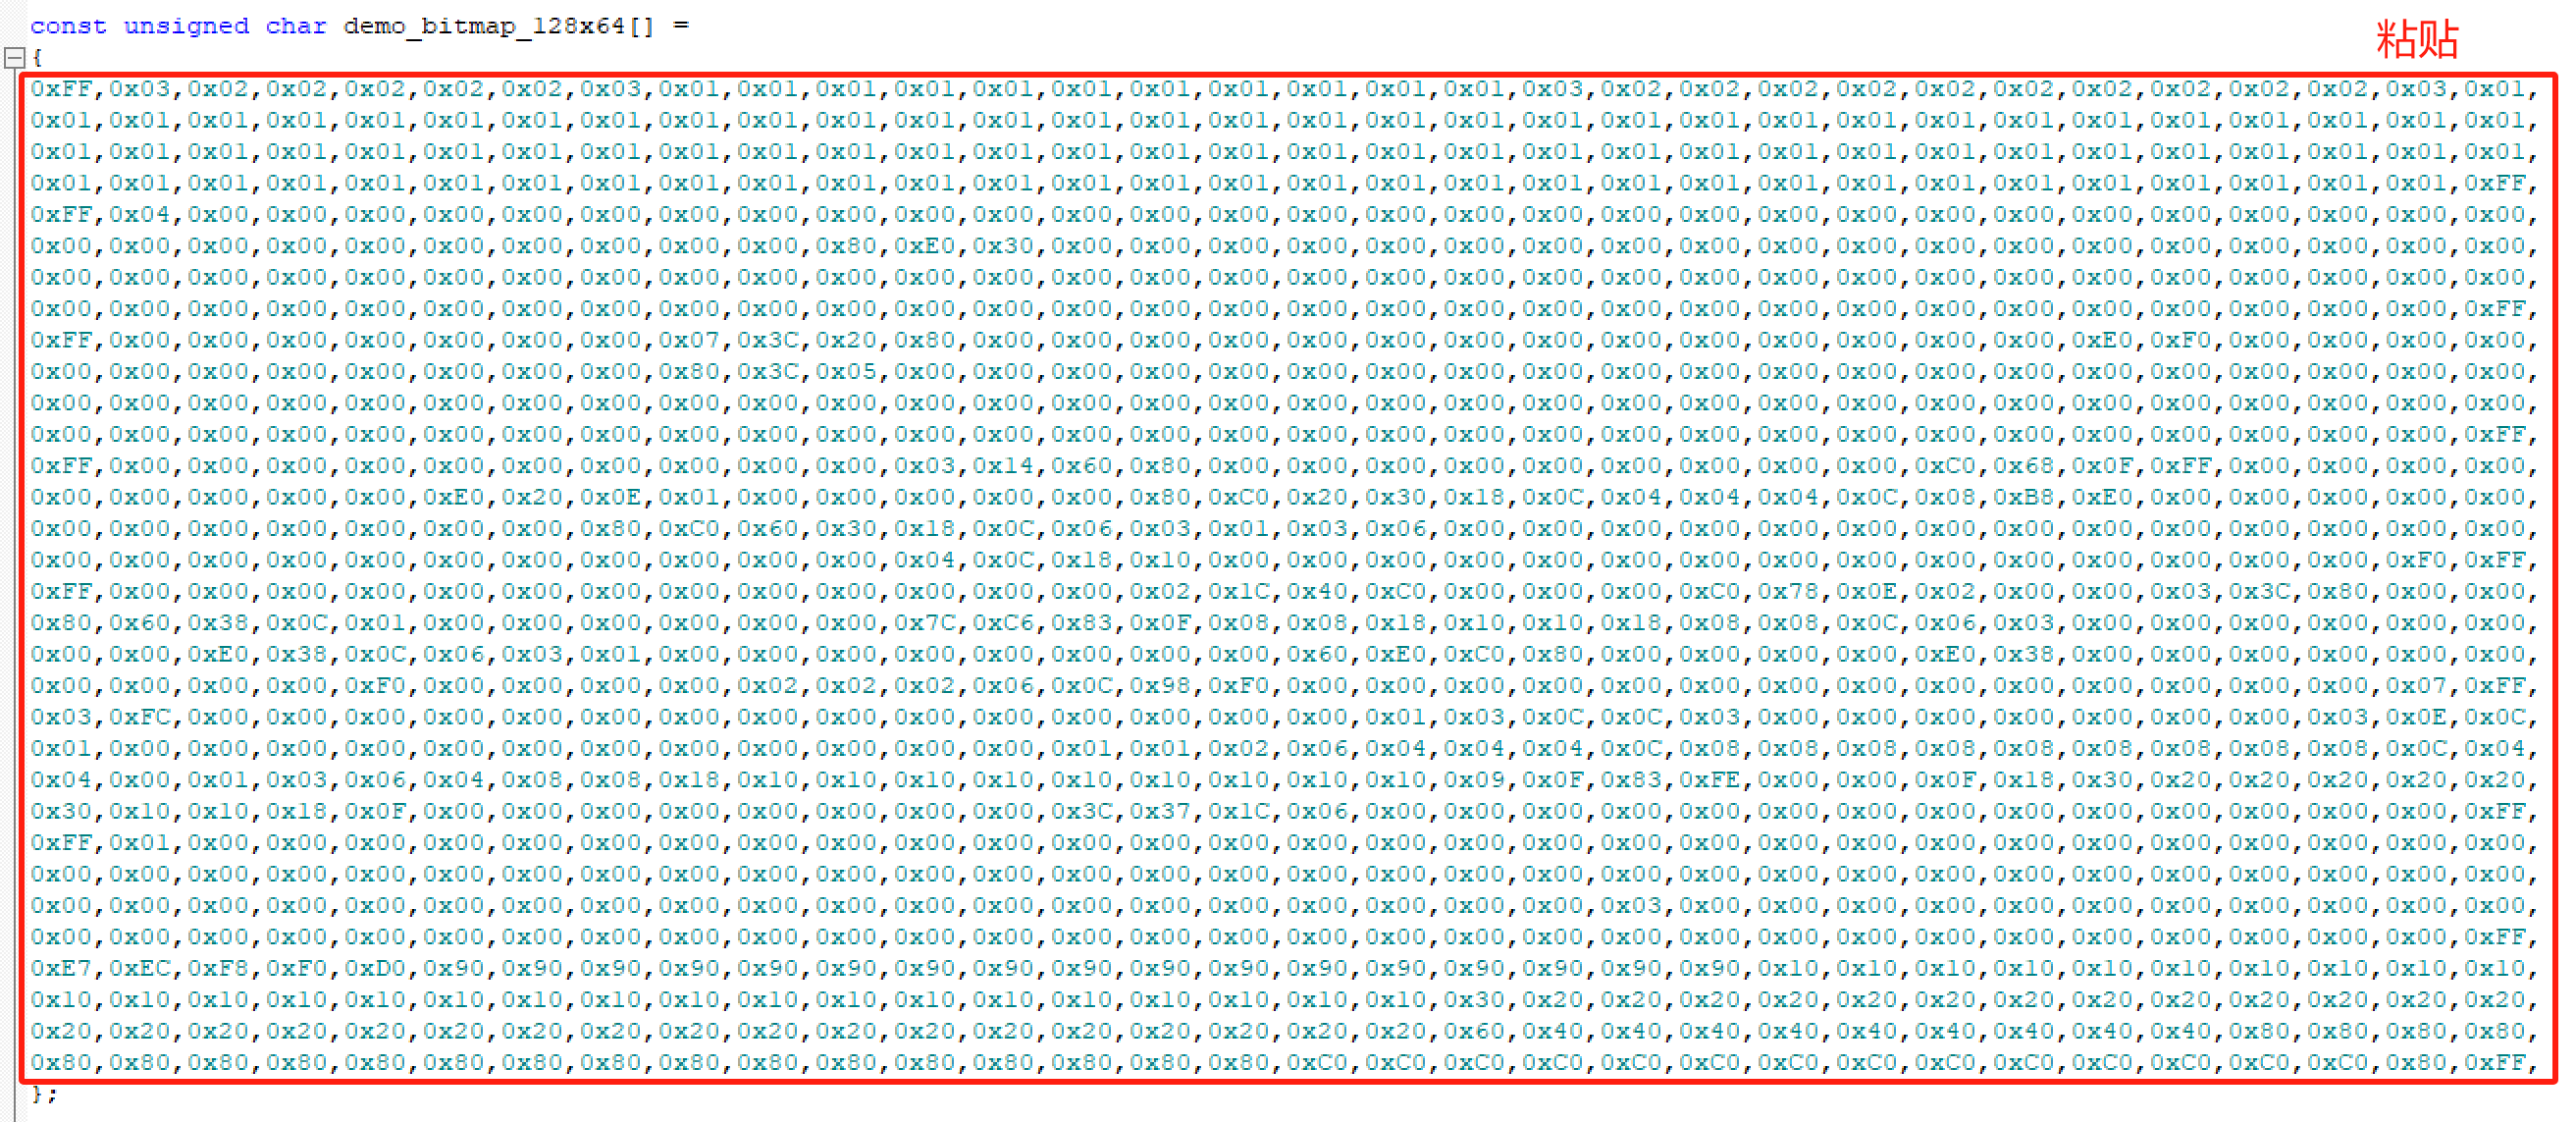 const unsigned char demo_bitmap_128x64[] =
粘贴
{
0xFF,0x03,0x02,0x02,0x02,0x02,0x02,0x03,0x01,0x01,0x01,0x01,0x01,0x01,0x01,0x01,0x01,0x01,0x01,0x03,0x02,0x02,0x02,0x02,0x02,0x02,0x02,0x02,0x02,0x02,0x03,0x01,
0x01,0x01,0x01,0x01,0x01,0x01,0x01,0x01,0x01,0x01,0x01,0x01,0x01,0x01,0x01,0x01,0x01,0x01,0x01,0x01,0x01,0x01,0x01,0x01,0x01,0x01,0x01,0x01,0x01,0x01,0x01,0x01,
0x01,0x01,0x01,0x01,0x01,0x01,0x01,0x01,0x01,0x01,0x01,0x01,0x01,0x01,0x01,0x01,0x01,0x01,0x01,0x01,0x01,0x01,0x01,0x01,0x01,0x01,0x01,0x01,0x01,0x01,0x01,0x01,
0x01,0x01,0x01,0x01,0x01,0x01,0x01,0x01,0x01,0x01,0x01,0x01,0x01,0x01,0x01,0x01,0x01,0x01,0x01,0x01,0x01,0x01,0x01,0x01,0x01,0x01,0x01,0x01,0x01,0x01,0x01,0xFF,
0xFF,0x04,0x00,0x00,0x00,0x00,0x00,0x00,0x00,0x00,0x00,0x00,0x00,0x00,0x00,0x00,0x00,0x00,0x00,0x00,0x00,0x00,0x00,0x00,0x00,0x00,0x00,0x00,0x00,0x00,0x00,0x00,
0x00,0x00,0x00,0x00,0x00,0x00,0x00,0x00,0x00,0x00,0x80,0xE0,0x30,0x00,0x00,0x00,0x00,0x00,0x00,0x00,0x00,0x00,0x00,0x00,0x00,0x00,0x00,0x00,0x00,0x00,0x00,0x00,
0x00,0x00,0x00,0x00,0x00,0x00,0x00,0x00,0x00,0x00,0x00,0x00,0x00,0x00,0x00,0x00,0x00,0x00,0x00,0x00,0x00,0x00,0x00,0x00,0x00,0x00,0x00,0x00,0x00,0x00,0x00,0x00,
0x00,0x00,0x00,0x00,0x00,0x00,0x00,0x00,0x00,0x00,0x00,0x00,0x00,0x00,0x00,0x00,0x00,0x00,0x00,0x00,0x00,0x00,0x00,0x00,0x00,0x00,0x00,0x00,0x00,0x00,0x00,0xFF,
0xFF,0x00,0x00,0x00,0x00,0x00,0x00,0x00,0x07,0x3C,0x20,0x80,0x00,0x00,0x00,0x00,0x00,0x00,0x00,0x00,0x00,0x00,0x00,0x00,0x00,0x00,0xE0,0xF0,0x00,0x00,0x00,0x00,
0x00,0x00,0x00,0x00,0x00,0x00,0x00,0x00,0x80,0x3C,0x05,0x00,0x00,0x00,0x00,0x00,0x00,0x00,0x00,0x00,0x00,0x00,0x00,0x00,0x00,0x00,0x00,0x00,0x00,0x00,0x00,0x00,
0x00,0x00,0x00,0x00,0x00,0x00,0x00,0x00,0x00,0x00,0x00,0x00,0x00,0x00,0x00,0x00,0x00,0x00,0x00,0x00,0x00,0x00,0x00,0x00,0x00,0x00,0x00,0x00,0x00,0x00,0x00,0x00,
0x00,0x00,0x00,0x00,0x00,0x00,0x00,0x00,0x00,0x00,0x00,0x00,0x00,0x00,0x00,0x00,0x00,0x00,0x00,0x00,0x00,0x00,0x00,0x00,0x00,0x00,0x00,0x00,0x00,0x00,0x00,0xFF,
0xFF,0x00,0x00,0x00,0x00,0x00,0x00,0x00,0x00,0x00,0x00,0x03,0x14,0x60,0x80,0x00,0x00,0x00,0x00,0x00,0x00,0x00,0x00,0x00,0xC0,0x68,0x0F,0xFF,0x00,0x00,0x00,0x00,
0x00,0x00,0x00,0x00,0x00,0xE0,0x20,0x0E,0x01,0x00,0x00,0x00,0x00,0x00,0x80,0xC0,0x20,0x30,0x18,0x0C,0x04,0x04,0x04,0x0C,0x08,0xB8,0xE0,0x00,0x00,0x00,0x00,0x00,
0x00,0x00,0x00,0x00,0x00,0x00,0x00,0x00,0x80,0xC0,0x60,0x30,0x18,0x0C,0x06,0x03,0x01,0x03,0x06,0x00,0x00,0x00,0x00,0x00,0x00,0x00,0x00,0x00,0x00,0x00,0x00,0x00,
0x00,0x00,0x00,0x00,0x00,0x00,0x00,0x00,0x00,0x00,0x00,0x04,0x0C,0x18,0x10,0x00,0x00,0x00,0x00,0x00,0x00,0x00,0x00,0x00,0x00,0x00,0x00,0x00,0x00,0x00,0xF0,0xFF,
0xFF,0x00,0x00,0x00,0x00,0x00,0x00,0x00,0x00,0x00,0x00,0x00,0x00,0x00,0x02,0x1C,0x40,0xC0,0x00,0x00,0x00,0xC0,0x78,0x0E,0x02,0x00,0x00,0x03,0x3C,0x80,0x00,0x00,
0x80,0x60,0x38,0x0C,0x01,0x00,0x00,0x00,0x00,0x00,0x00,0x7C,0xC6,0x83,0x0F,0x08,0x08,0x18,0x10,0x10,0x18,0x08,0x08,0x0C,0x06,0x03,0x00,0x00,0x00,0x00,0x00,0x00,
0x00,0x00,0xE0,0x38,0x0C,0x06,0x03,0x01,0x00,0x00,0x00,0x00,0x00,0x00,0x00,0x00,0x60,0xE0,0xC0,0x80,0x00,0x00,0x00,0x00,0xE0,0x38,0x00,0x00,0x00,0x00,0x00,0x00,
0x00,0x00,0x00,0x00,0xF0,0x00,0x00,0x00,0x00,0x02,0x02,0x02,0x06,0x0C,0x98,0xF0,0x00,0x00,0x00,0x00,0x00,0x00,0x00,0x00,0x00,0x00,0x00,0x00,0x00,0x00,0x07,0xFF,
0x03,0xFC,0x00,0x00,0x00,0x00,0x00,0x00,0x00,0x00,0x00,0x00,0x00,0x00,0x00,0x00,0x00,0x01,0x03,0x0C,0x0C,0x03,0x00,0x00,0x00,0x00,0x00,0x00,0x00,0x03,0x0E,0x0C,
0x01,0x00,0x00,0x00,0x00,0x00,0x00,0x00,0x00,0x00,0x00,0x00,0x00,0x01,0x01,0x02,0x06,0x04,0x04,0x04,0x0C,0x08,0x08,0x08,0x08,0x08,0x08,0x08,0x08,0x08,0x0C,0x04,
0x04,0x00,0x01,0x03,0x06,0x04,0x08,0x08,0x18,0x10,0x10,0x10,0x10,0x10,0x10,0x10,0x10,0x10,0x09,0x0F,0x83,0xFE,0x00,0x00,0x0F,0x18,0x30,0x20,0x20,0x20,0x20,0x20,
0x30,0x10,0x10,0x18,0x0F,0x00,0x00,0x00,0x00,0x00,0x00,0x00,0x00,0x3C,0x37,0x1C,0x06,0x00,0x00,0x00,0x00,0x00,0x00,0x00,0x00,0x00,0x00,0x00,0x00,0x00,0x00,0xFF,
0xFF,0x01,0x00,0x00,0x00,0x00,0x00,0x00,0x00,0x00,0x00,0x00,0x00,0x00,0x00,0x00,0x00,0x00,0x00,0x00,0x00,0x00,0x00,0x00,0x00,0x00,0x00,0x00,0x00,0x00,0x00,0x00,
0x00,0x00,0x00,0x00,0x00,0x00,0x00,0x00,0x00,0x00,0x00,0x00,0x00,0x00,0x00,0x00,0x00,0x00,0x00,0x00,0x00,0x00,0x00,0x00,0x00,0x00,0x00,0x00,0x00,0x00,0x00,0x00,
0x00,0x00,0x00,0x00,0x00,0x00,0x00,0x00,0x00,0x00,0x00,0x00,0x00,0x00,0x00,0x00,0x00,0x00,0x00,0x00,0x03,0x00,0x00,0x00,0x00,0x00,0x00,0x00,0x00,0x00,0x00,0x00,
0x00,0x00,0x00,0x00,0x00,0x00,0x00,0x00,0x00,0x00,0x00,0x00,0x00,0x00,0x00,0x00,0x00,0x00,0x00,0x00,0x00,0x00,0x00,0x00,0x00,0x00,0x00,0x00,0x00,0x00,0x00,0xFF,
0xE7,0xEC,0xF8,0xF0,0xD0,0x90,0x90,0x90,0x90,0x90,0x90,0x90,0x90,0x90,0x90,0x90,0x90,0x90,0x90,0x90,0x90,0x90,0x10,0x10,0x10,0x10,0x10,0x10,0x10,0x10,0x10,0x10,
0x10,0x10,0x10,0x10,0x10,0x10,0x10,0x10,0x10,0x10,0x10,0x10,0x10,0x10,0x10,0x10,0x10,0x10,0x30,0x20,0x20,0x20,0x20,0x20,0x20,0x20,0x20,0x20,0x20,0x20,0x20,0x20,
0x20,0x20,0x20,0x20,0x20,0x20,0x20,0x20,0x20,0x20,0x20,0x20,0x20,0x20,0x20,0x20,0x20,0x20,0x60,0x40,0x40,0x40,0x40,0x40,0x40,0x40,0x40,0x40,0x80,0x80,0x80,0x80,
0x80,0x80,0x80,0x80,0x80,0x80,0x80,0x80,0x80,0x80,0x80,0x80,0x80,0x80,0x80,0x80,0xC0,0xC0,0xC0,0xC0,0xC0,0xC0,0xC0,0xC0,0xC0,0xC0,0xC0,0xC0,0xC0,0xC0,0x80,0xFF,
};